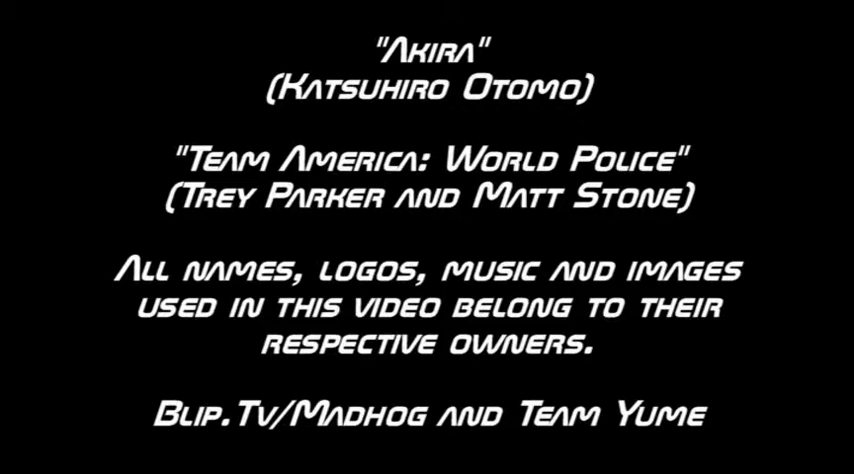 "Akira"
(Katsuhiro Otomo)
"Team America: World Police"
(Trey Parker and Matt Stone)
All names, logos, music and images
used in this video belong to their
respective owners.
Blip.Tv/Madhog and Team Yume